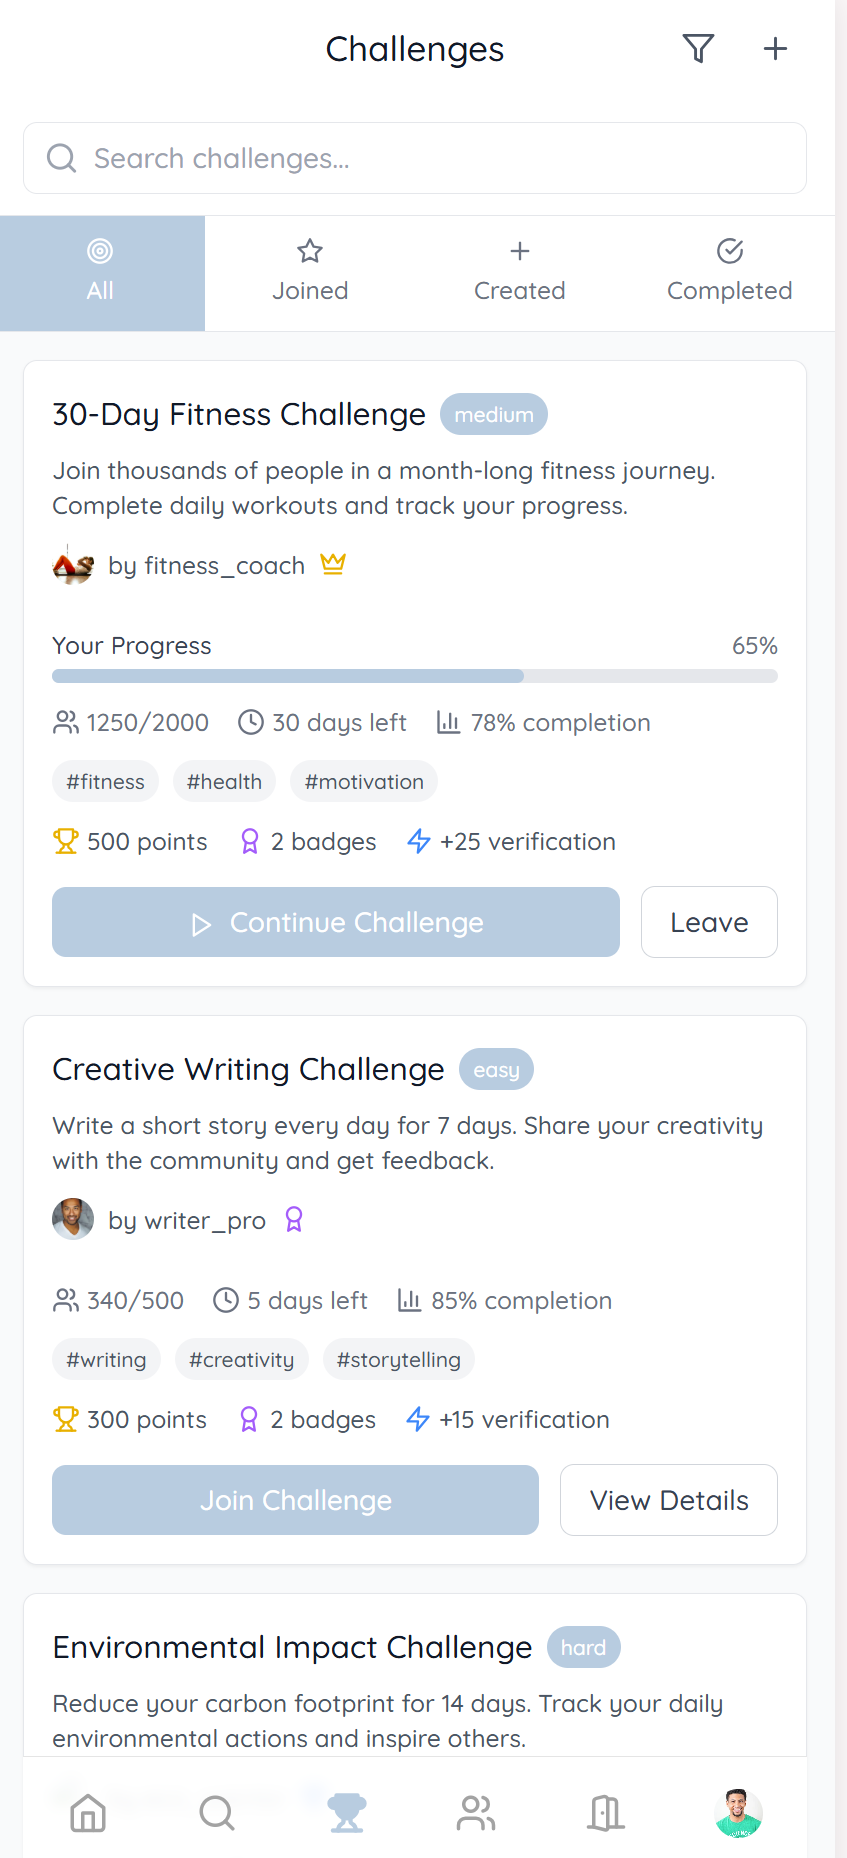 Challenges
Search challenges...
All
Joined
Created
Completed
30-Day Fitness Challenge
medium
Join thousands of people in a month-long fitness journey.
Complete daily workouts and track your progress.
by fitness_coach
Your Progress
65%
1250/2000
30 days left
78% completion
#fitness
#health
#motivation
500 points
2 badges
+25 verification
Continue Challenge
Leave
Creative Writing Challenge
easy
Write a short story every day for 7 days. Share your creativity
with the community and get feedback.
by writer_pro
340/500
5 days left
85% completion
#writing
#creativity
#storytelling
300 points
2 badges
+15 verification
Join Challenge
View Details
Environmental Impact Challenge
hard
Reduce your carbon footprint for 14 days. Track your daily
environmental actions and inspire others.